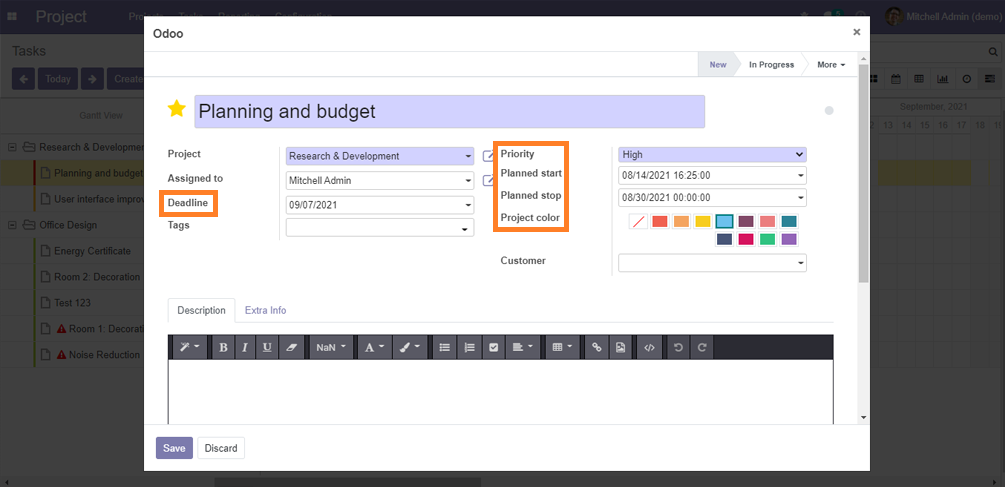 Project
Projects Tasks Reporting Configuration
Mitchell Admin (demo)
Tasks
Today
Create
Gantt View
September, 2021
13 14 15 16 17 18
Research & Developmen
Planning and budget
User interface improv
Office Design
Energy Certificate
Room 2: Decoration
Test 123
Room 1: Decorati
Noise Reduction
Odoo
×
New
In Progress
More
Planning and budget
Project
Research & Development
Assigned to
Mitchell Admin
Deadline
09/07/2021
Tags
Priority
High
Planned start
08/14/2021 16:25:00
Planned stop
08/30/2021 00:00:00
Project color
Customer
Description
Extra Info
B I U NaN A
Save
Discard